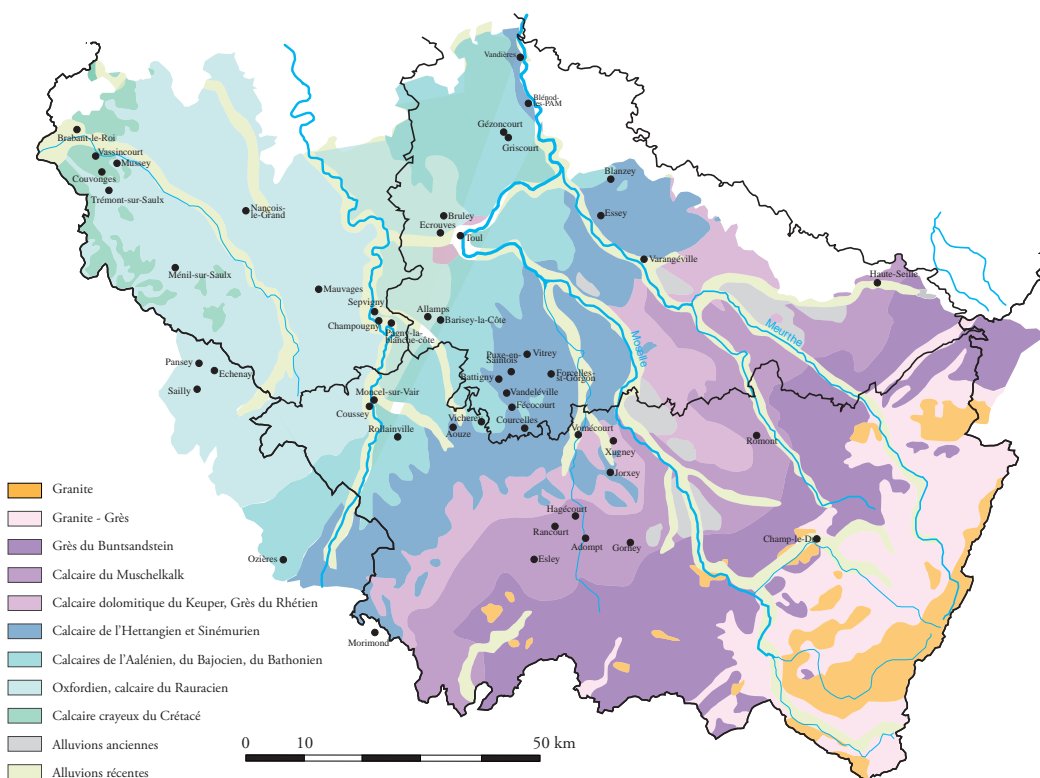 Vandières
Blénod-
les-PAM
Gézoncourt
Griscourt
Brabant-le-Roi
Vassincourt
Mussey
Couvonges
Trémont-sur-Saulx
Blanzey
Nançois-
le-Grand
Bruley
Essey
Ecrouves
Toul
Varangéville
Ménil-sur-Saulx
Haute-Seille
Mauvages
Sepvigny
Allamps
Champougny
Barisey-la-Côte
Pagny-la-
blanche-côte
Meurthe
Moselle
Puxe-en-
Saintois
Vitrey
Pansey
Echenay
Battigny
Forcelles-
st-Gorgon
Sailly
Vandeléville
Moncel-sur-Vair
Fécocourt
Coussey
Vicherey
Courcelles
Aouze
Rollainville
Vomécourt
Romont
Xugney
Jorxey
Hagécourt
Rancourt
Adompt
Gorhey
Champ-le-Duc
Ozières
Esley
Morimond
Granite
Granite - Grès
Grès du Buntsandstein
Calcaire du Muschelkalk
Calcaire dolomitique du Keuper, Grès du Rhétien
Calcaire de l'Hettangien et Sinémurien
Calcaires de l'Aalénien, du Bajocien, du Bathonien
Oxfordien, calcaire du Rauracien
Calcaire crayeux du Crétacé
Alluvions anciennes
Alluvions récentes
0 10 50 km